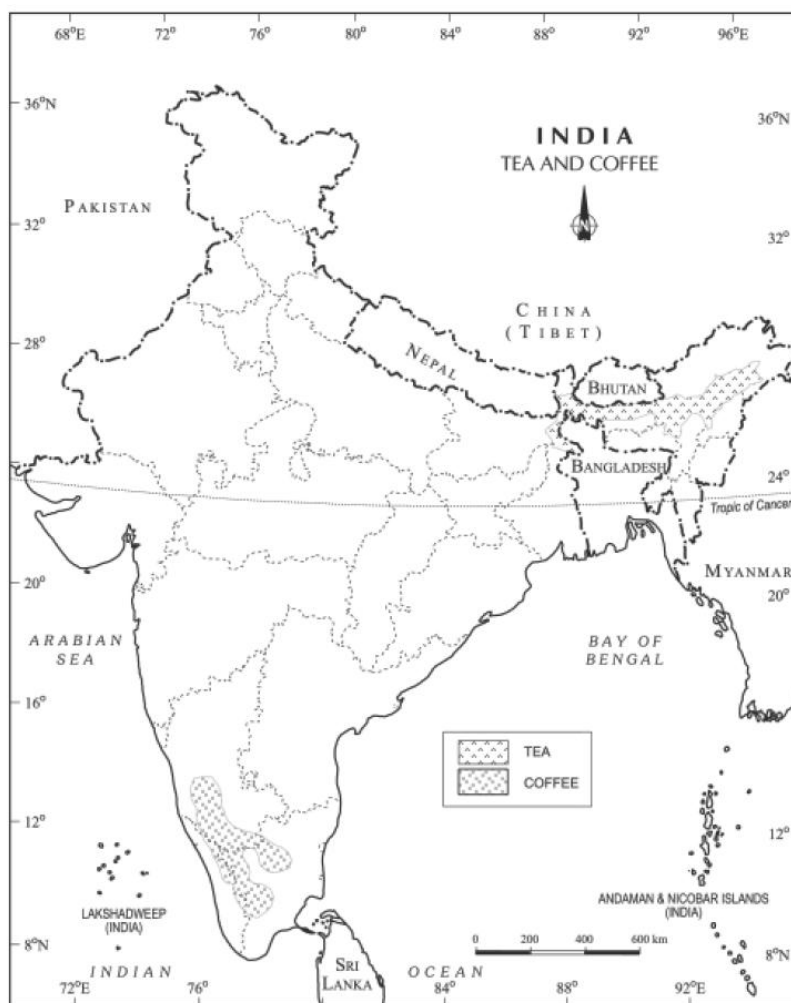 68°E 72°E 76°E 80°E 84°E 88°E 92°E 96°E
36°N
36°N
INDIA
TEA AND COFFEE
N
PAKISTAN
32°
32°
CHINA
(TIBET)
28°
28°
NEPAL
BHUTAN
BANGLADESH
24°
Tropic of Cancer
MYANMAR
20°
20°
ARABIAN
SEA
BAY OF
BENGAL
16°
16°
TEA
COFFEE
12°
12°
LAKSHADWEEP
(INDIA)
ANDAMAN & NICOBAR ISLANDS
(INDIA)
8°N
0 200 400 600 km
8°N
INDIAN
SRI
LANKA
OCEAN
72°E 76° 80° 84° 88° 92°E